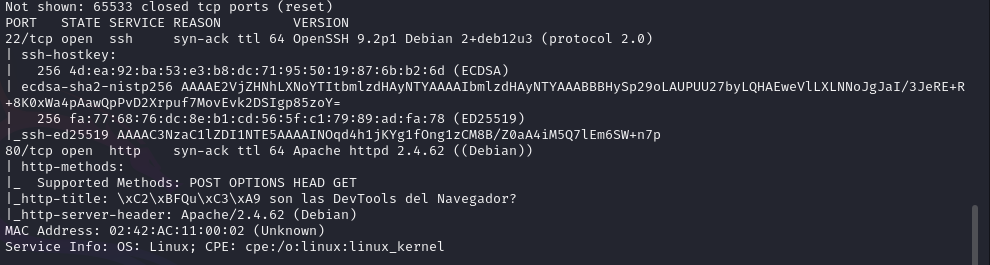 Not shown: 65533 closed tcp ports (reset)
PORT   STATE SERVICE REASON         VERSION
22/tcp open  ssh     syn-ack ttl 64 OpenSSH 9.2p1 Debian 2+deb12u3 (protocol 2.0)
| ssh-hostkey:
|   256 4d:ea:92:ba:53:e3:b8:dc:71:95:50:19:87:6b:b2:6d (ECDSA)
| ecdsa-sha2-nistp256 AAAAE2VjZHNhLXNoYTItbmlzdHAyNTYAAAAIbmlzdHAyNTYAAABBBHySp29oLAUPUU27byLQHAEweVlLXLNNoJgJaI/3JeRE+R
+8K0xWa4pAawQpPvD2Xrpuf7MovEvk2DSIgp85zoY=
|   256 fa:77:68:76:dc:8e:b1:cd:56:5f:c1:79:89:ad:fa:78 (ED25519)
|_ssh-ed25519 AAAAC3NzaC1lZDI1NTE5AAAAINOqd4h1jKYg1fOng1zCM8B/Z0aA4iM5Q7lEm6SW+n7p
80/tcp open  http    syn-ack ttl 64 Apache httpd 2.4.62 ((Debian))
| http-methods:
|_  Supported Methods: POST OPTIONS HEAD GET
|_http-title: \xC2\xBFQu\xC3\xA9 son las DevTools del Navegador?
|_http-server-header: Apache/2.4.62 (Debian)
MAC Address: 02:42:AC:11:00:02 (Unknown)
Service Info: OS: Linux; CPE: cpe:/o:linux:linux_kernel